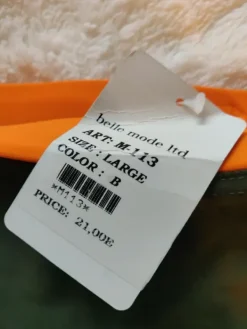 belle mode ltd.
ART: M-113
SIZE: LARGE
COLOR: B
*M113*
PRICE: 21,00E